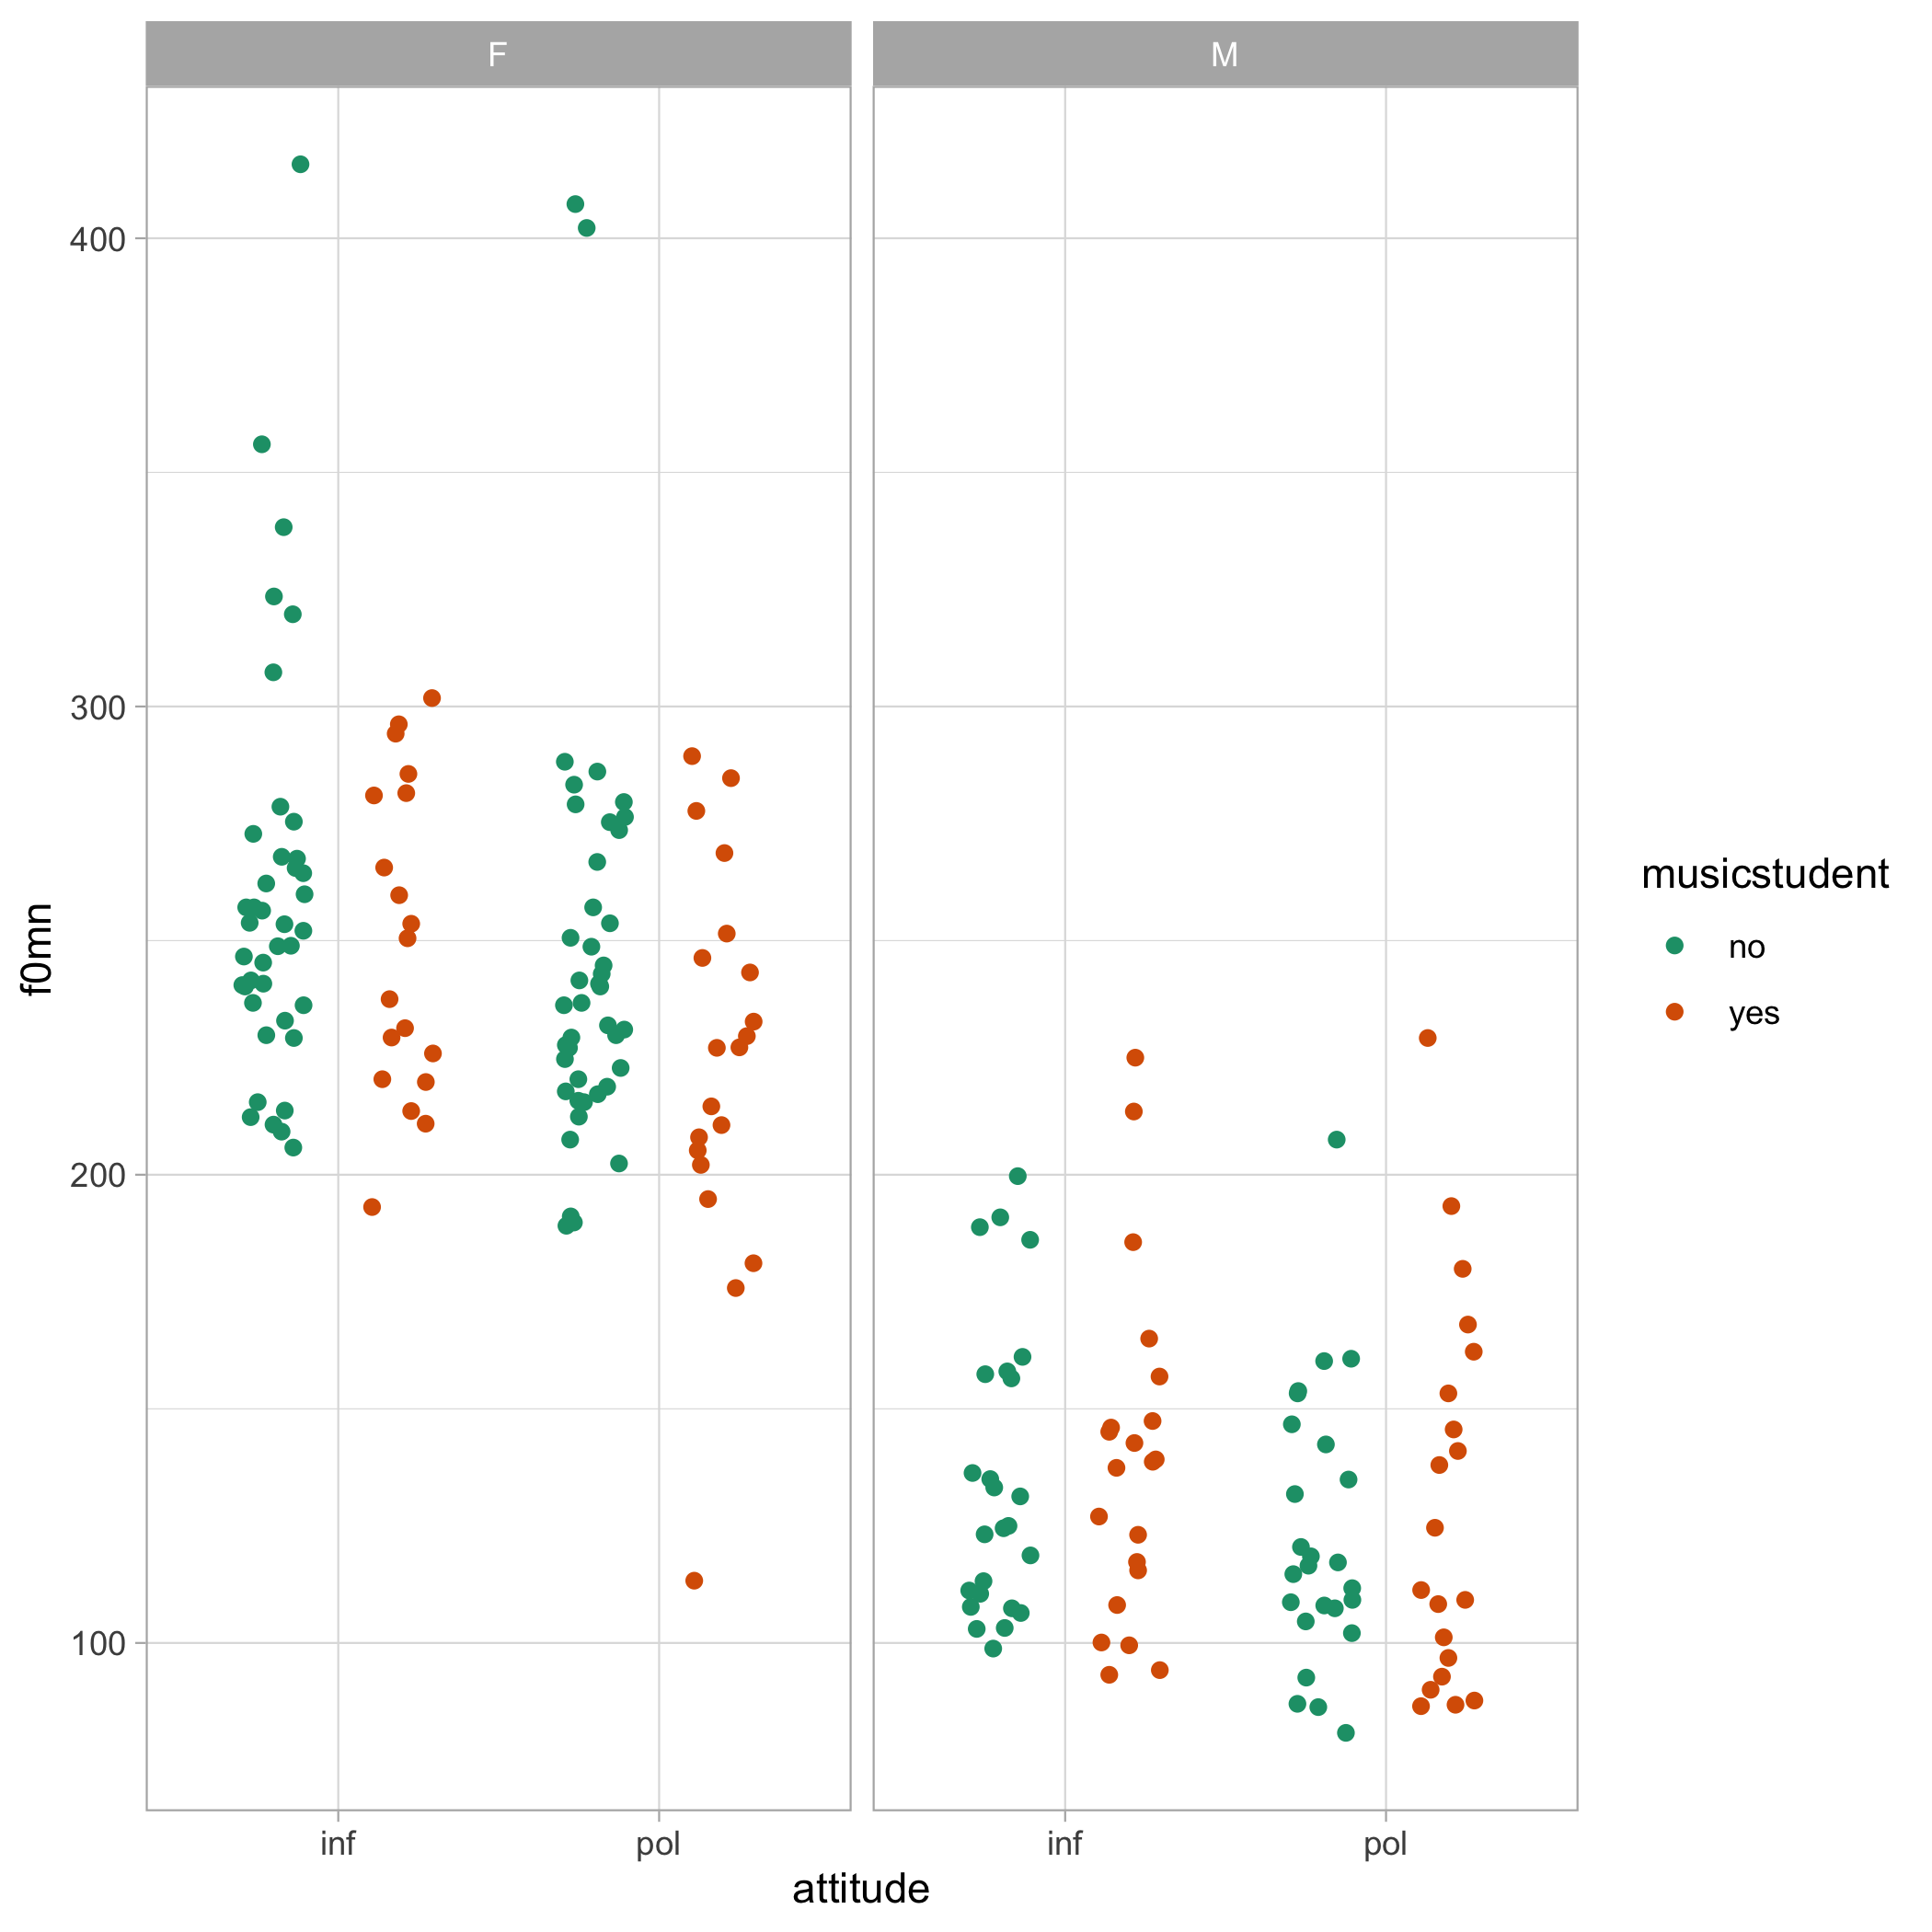 F
M
400
300
200
100
f0mn
inf
pol
inf
pol
attitude
musicstudent
no
yes